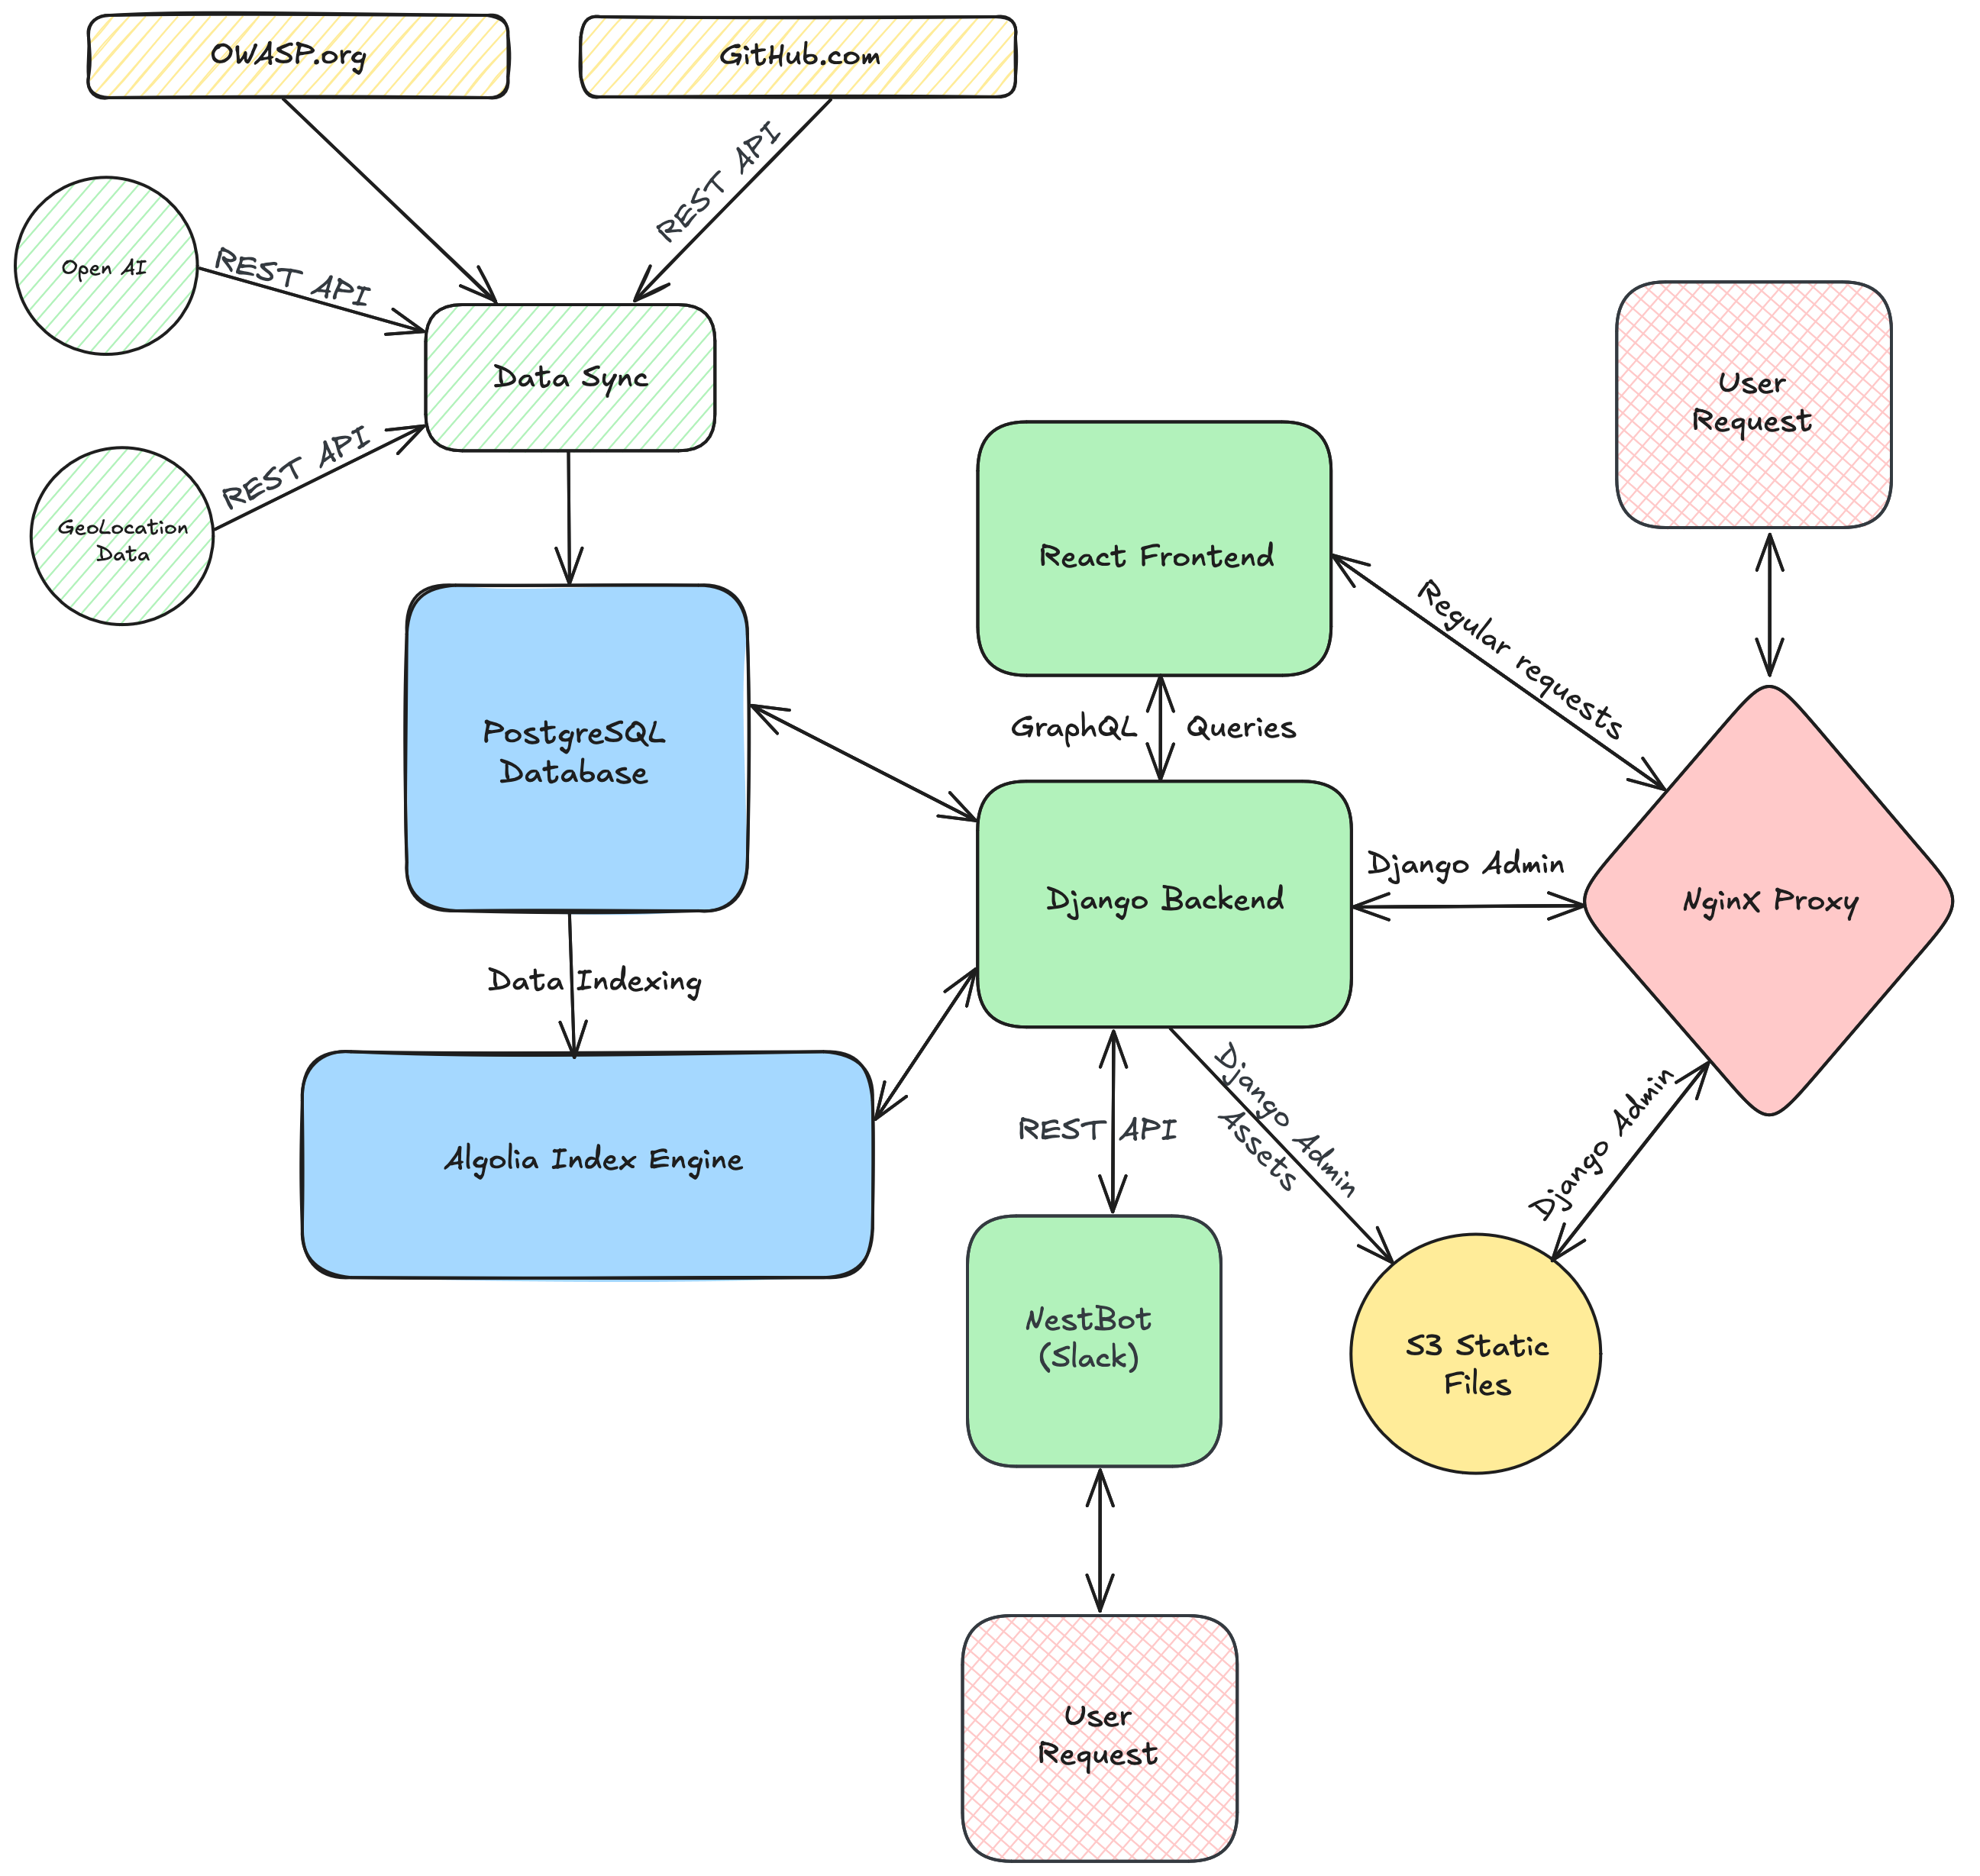 OWASP.org
GitHub.com
REST API
Open AI
REST API
Data Sync
REST API
GeoLocation
Data
User
Request
React Frontend
Regular requests
PostgreSQL
Database
GraphQL Queries
Django Backend
Django Admin
NginX Proxy
Data Indexing
Algolia Index Engine
REST API
Django Admin
Assets
Django Admin
NestBot
(Slack)
S3 Static
Files
User
Request